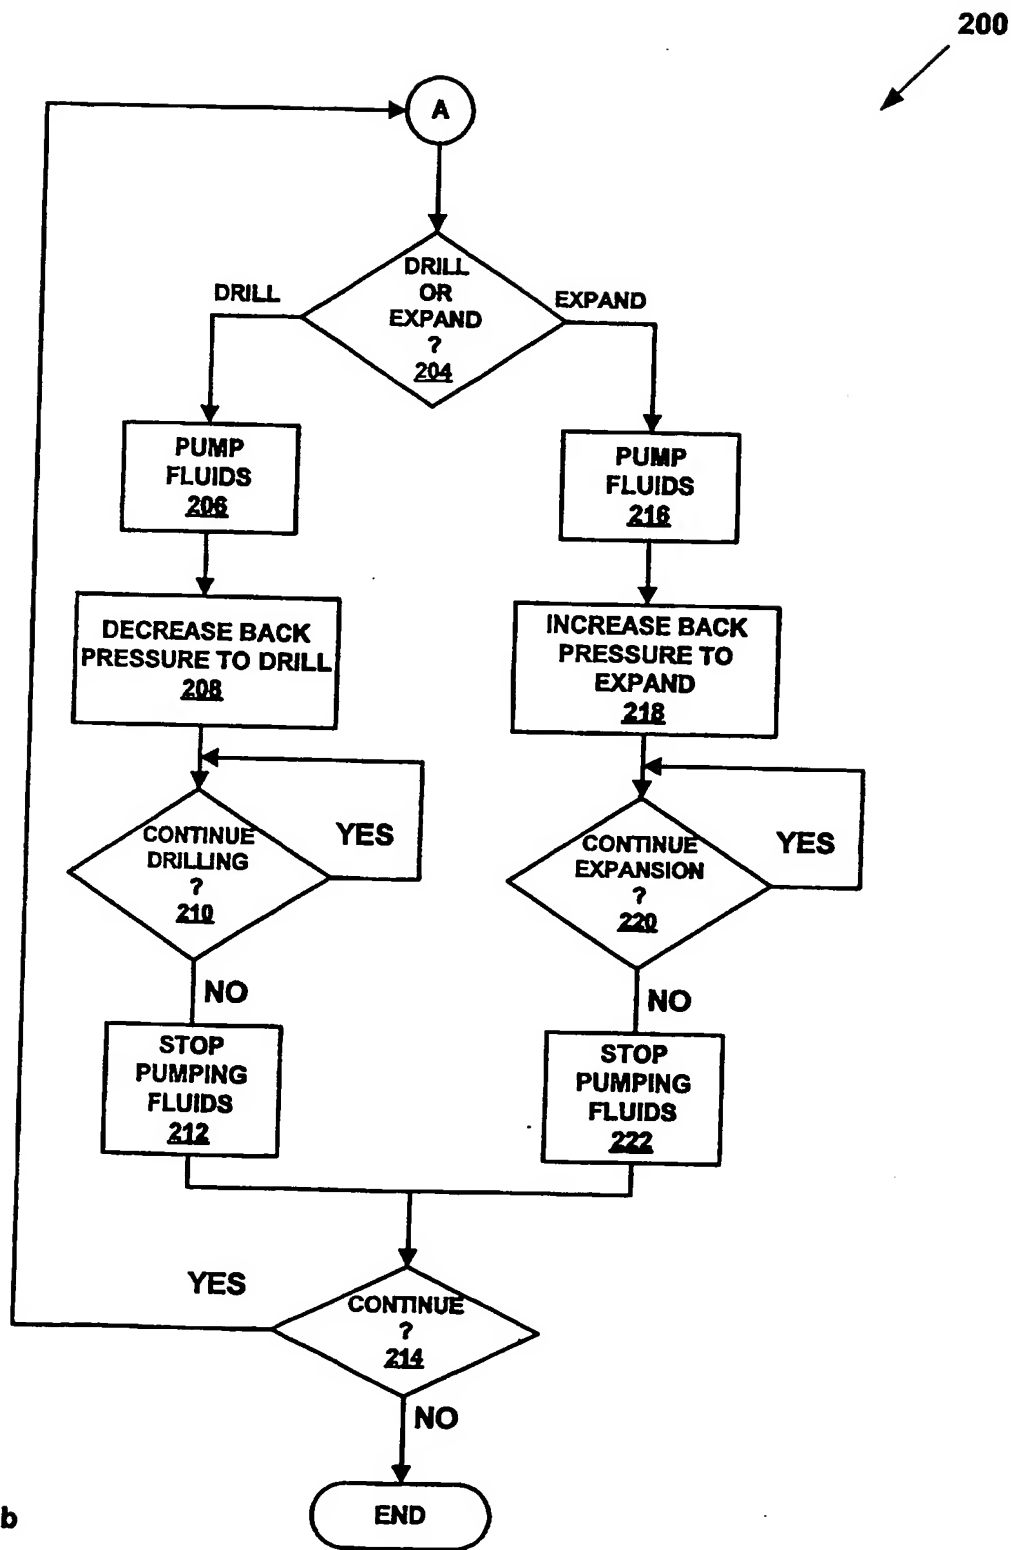 200
A
DRILL
OR
EXPAND
?
204
DRILL
EXPAND
PUMP
FLUIDS
206
PUMP
FLUIDS
216
DECREASE BACK
PRESSURE TO DRILL
208
INCREASE BACK
PRESSURE TO
EXPAND
218
CONTINUE
DRILLING
?
210
YES
CONTINUE
EXPANSION
?
220
YES
NO
NO
STOP
PUMPING
FLUIDS
212
STOP
PUMPING
FLUIDS
222
YES
CONTINUE
?
214
NO
END
b